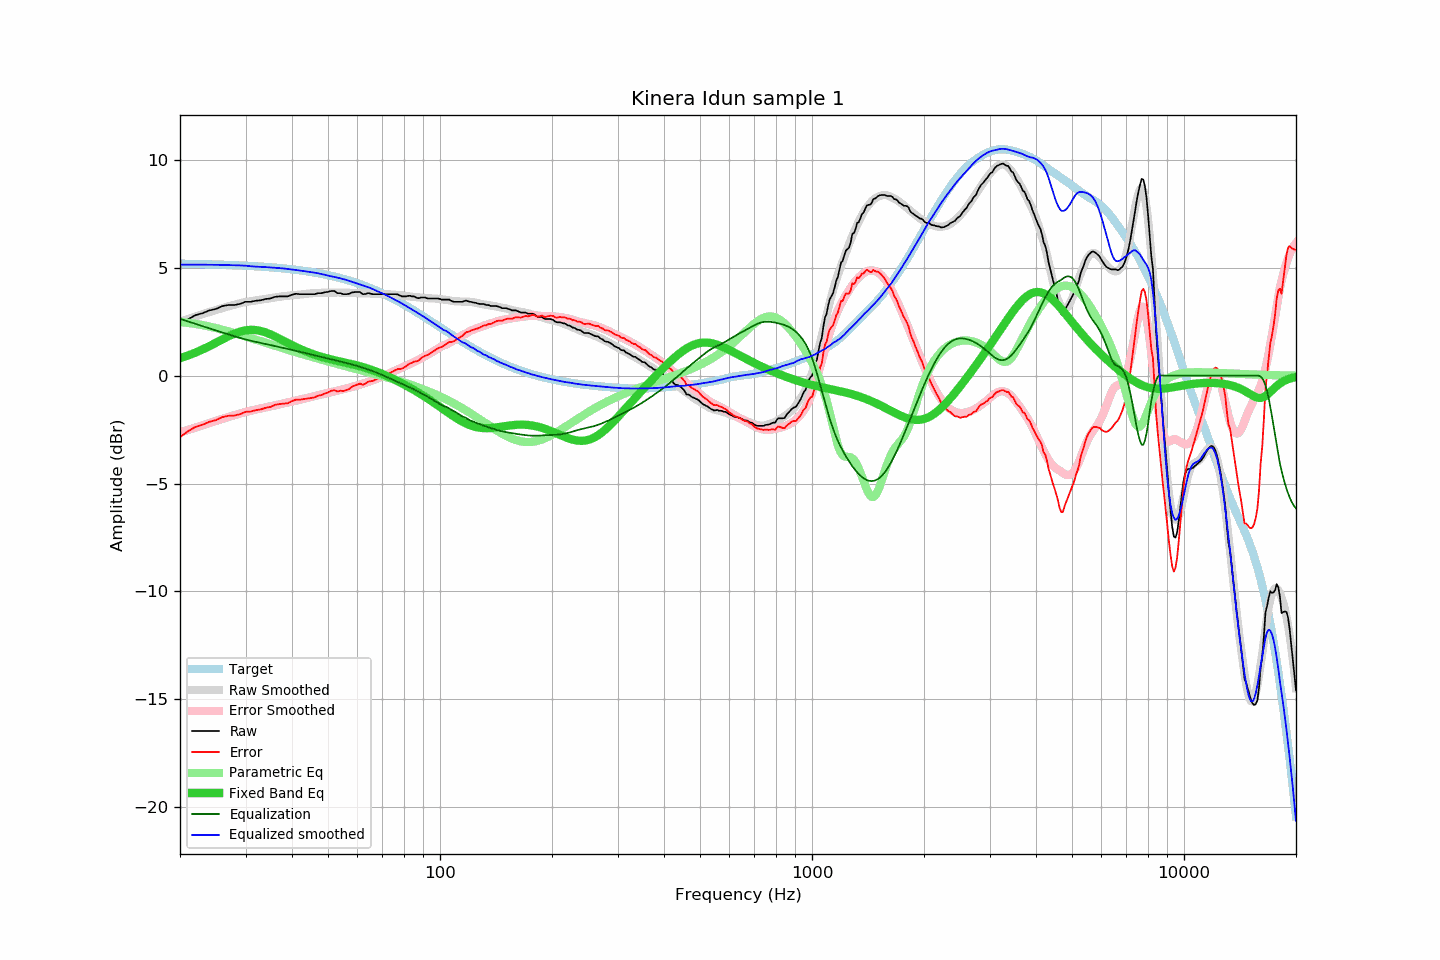 Kinera Idun sample 1
Amplitude (dBr)
10
5
0
−5
−10
−15
−20
Target
Raw Smoothed
Error Smoothed
Raw
Error
Parametric Eq
Fixed Band Eq
Equalization
Equalized smoothed
100
1000
10000
Frequency (Hz)